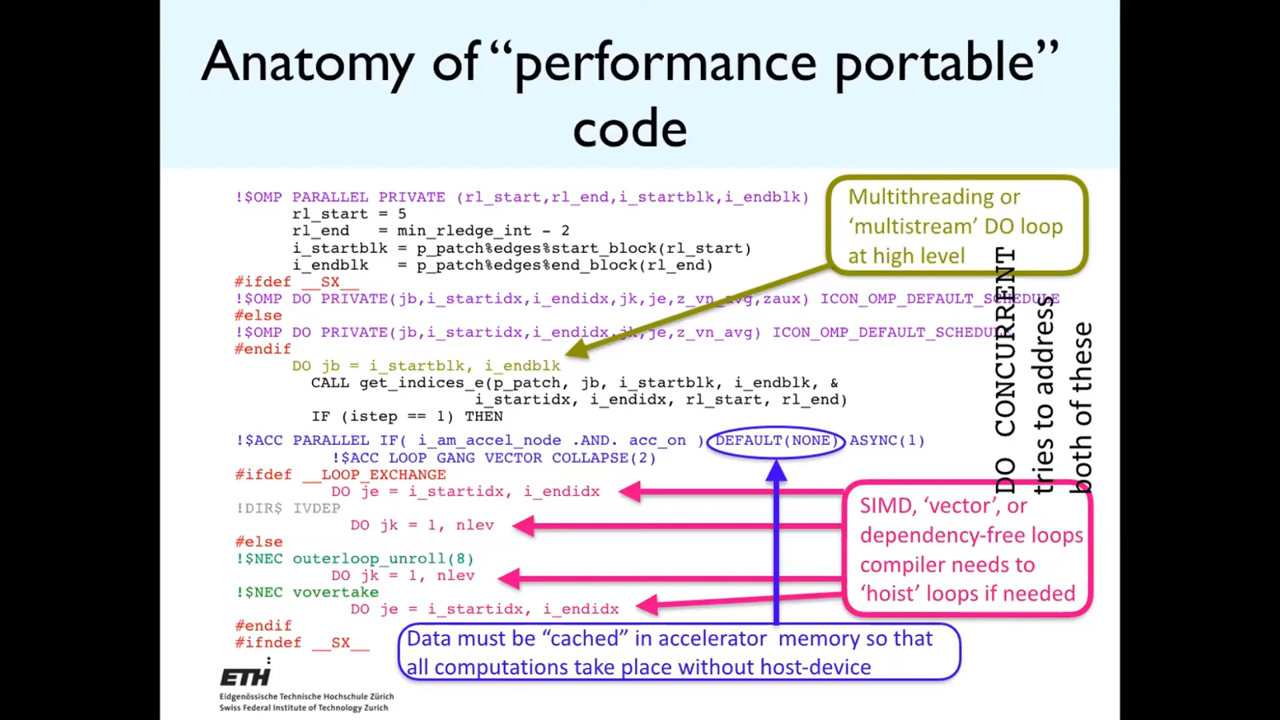 Anatomy of “performance portable”
code
!$OMP PARALLEL PRIVATE (rl_start,rl_end,i_startblk,i_endblk)
rl_start = 5
rl_end   = min_rledge_int - 2
i_startblk = p_patch%edges%start_block(rl_start)
i_endblk   = p_patch%edges%end_block(rl_end)
#ifdef __SX__
!$OMP DO PRIVATE(jb,i_startidx,i_endidx,jk,je,z_vn_avg,zaux) ICON_OMP_DEFAULT_SCHEDULE
#else
!$OMP DO PRIVATE(jb,i_startidx,i_endidx,jk,je,z_vn_avg) ICON_OMP_DEFAULT_SCHEDULE
#endif
DO jb = i_startblk, i_endblk
CALL get_indices_e(p_patch, jb, i_startblk, i_endblk, &
i_startidx, i_endidx, rl_start, rl_end)
IF (istep == 1) THEN
!$ACC PARALLEL IF( i_am_accel_node .AND. acc_on ) DEFAULT(NONE) ASYNC(1)
!$ACC LOOP GANG VECTOR COLLAPSE(2)
#ifdef __LOOP_EXCHANGE
DO je = i_startidx, i_endidx
!DIR$ IVDEP
DO jk = 1, nlev
#else
!$NEC outerloop_unroll(8)
DO jk = 1, nlev
!$NEC vovertake
DO je = i_startidx, i_endidx
#endif
#ifndef __SX__
Multithreading or
‘multistream’ DO loop
at high level
DO CONCURRENT
tries to address
both of these
SIMD, ‘vector’, or
dependency-free loops
compiler needs to
‘hoist’ loops if needed
Data must be “cached” in accelerator memory so that
all computations take place without host-device
ETH
Eidgenössische Technische Hochschule Zürich
Swiss Federal Institute of Technology Zurich